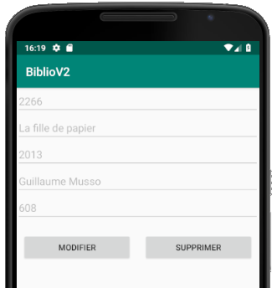 16:19
BiblioV2
2266
La fille de papier
2013
Guillaume Musso
608
MODIFIER SUPPRIMER